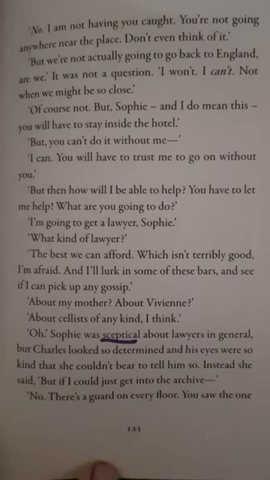 'No. I am not having you caught. You're not going
anywhere near the place. Don't even think of it.'
'But we're not actually going to go back to England,
are we.' It was not a question. 'I won't. I can't. Not
when we might be so close.'
'Of course not. But, Sophie – and I do mean this –
you will have to stay inside the hotel.'
'But, you can't do it without me—'
'I can. You will have to trust me to go on without
you.'
'But then how will I be able to help? You have to let
me help! What are you going to do?'
'I'm going to get a lawyer, Sophie.'
'What kind of lawyer?'
'The best we can afford. Which isn't terribly good,
I'm afraid. And I'll lurk in some of these bars, and see
if I can pick up any gossip.'
'About my mother? About Vivienne?'
'About cellists of any kind, I think.'
'Oh.' Sophie was sceptical about lawyers in general,
but Charles looked so determined and his eyes were so
kind that she couldn't bear to tell him so. Instead she
said, 'But if I could just get into the archive—'
'No. There's a guard on every floor. You saw the one